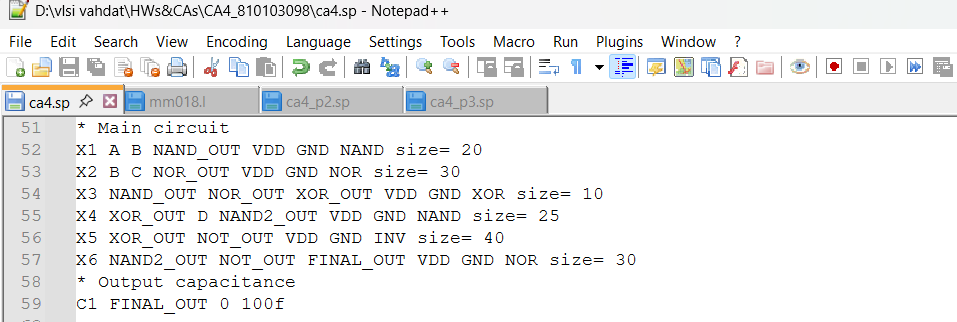 D:\vlsi vahdat\HWs&CAs\CA4_810103098\ca4.sp - Notepad++
File Edit Search View Encoding Language Settings Tools Macro Run Plugins Window ?
ca4.sp mm018.l ca4_p2.sp ca4_p3.sp
51 * Main circuit
52 X1 A B NAND_OUT VDD GND NAND size= 20
53 X2 B C NOR_OUT VDD GND NOR size= 30
54 X3 NAND_OUT NOR_OUT XOR_OUT VDD GND XOR size= 10
55 X4 XOR_OUT D NAND2_OUT VDD GND NAND size= 25
56 X5 XOR_OUT NOT_OUT VDD GND INV size= 40
57 X6 NAND2_OUT NOT_OUT FINAL_OUT VDD GND NOR size= 30
58 * Output capacitance
59 C1 FINAL_OUT 0 100f